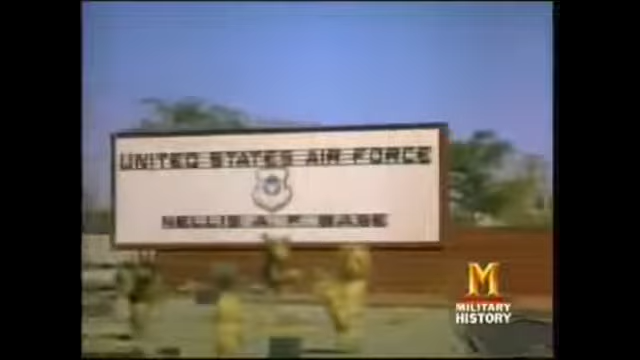 UNITED STATES AIR FORCE
NELLIS A. F. BASE
M
MILITARY
HISTORY